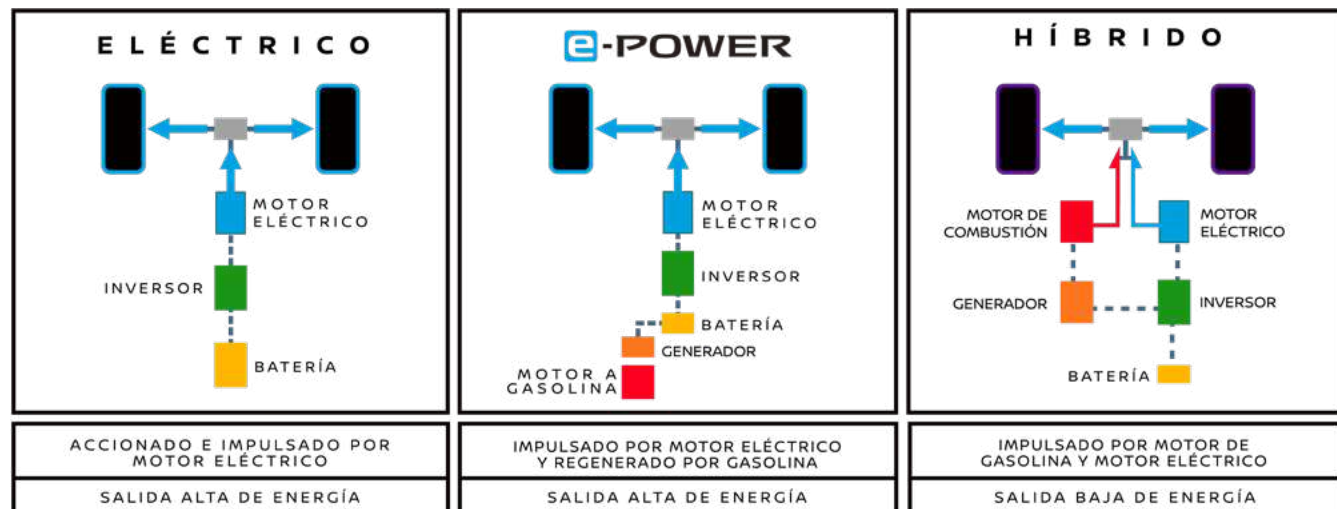 ELÉCTRICO
MOTOR
ELÉCTRICO
INVERSOR
BATERÍA
ACCIONADO E IMPULSADO POR
MOTOR ELÉCTRICO
SALIDA ALTA DE ENERGÍA
e-POWER
MOTOR
ELÉCTRICO
INVERSOR
BATERÍA
GENERADOR
MOTOR A
GASOLINA
IMPULSADO POR MOTOR ELÉCTRICO
Y REGENERADO POR GASOLINA
SALIDA ALTA DE ENERGÍA
HÍBRIDO
MOTOR DE
COMBUSTIÓN
MOTOR
ELÉCTRICO
GENERADOR
INVERSOR
BATERÍA
IMPULSADO POR MOTOR DE
GASOLINA Y MOTOR ELÉCTRICO
SALIDA BAJA DE ENERGÍA